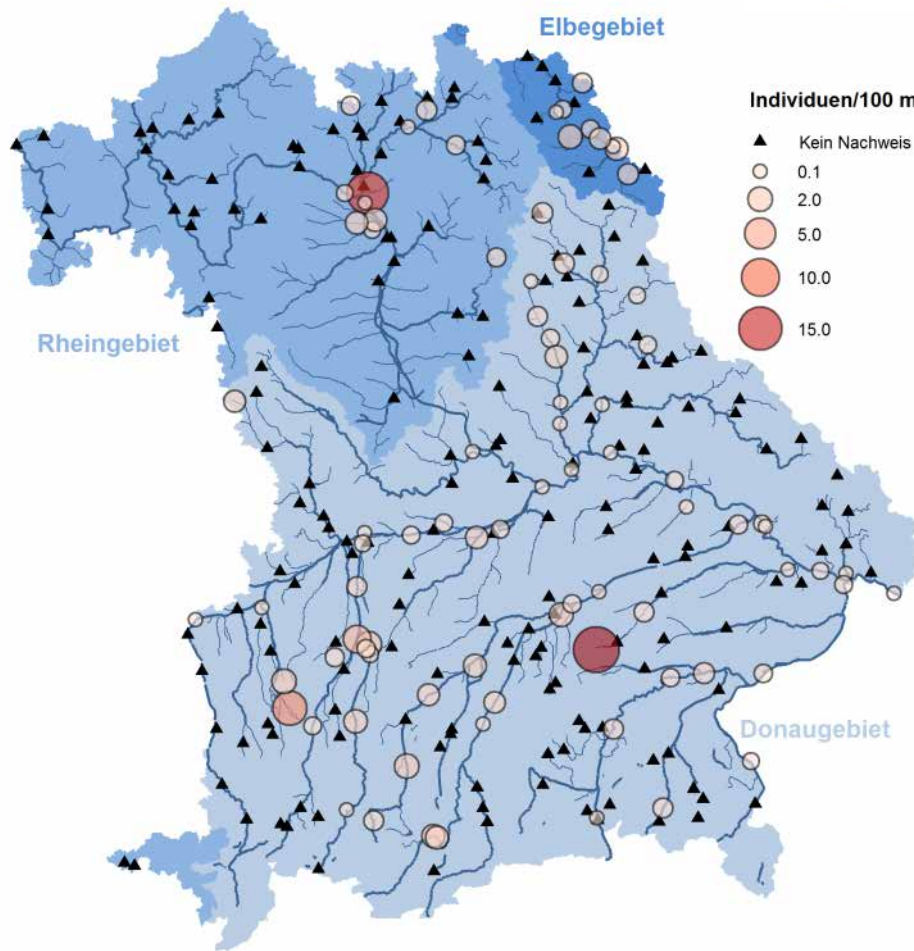 Elbegebiet
Individuen/100 m
Kein Nachweis
0.1
2.0
5.0
10.0
15.0
Rheingebiet
Donaugebiet